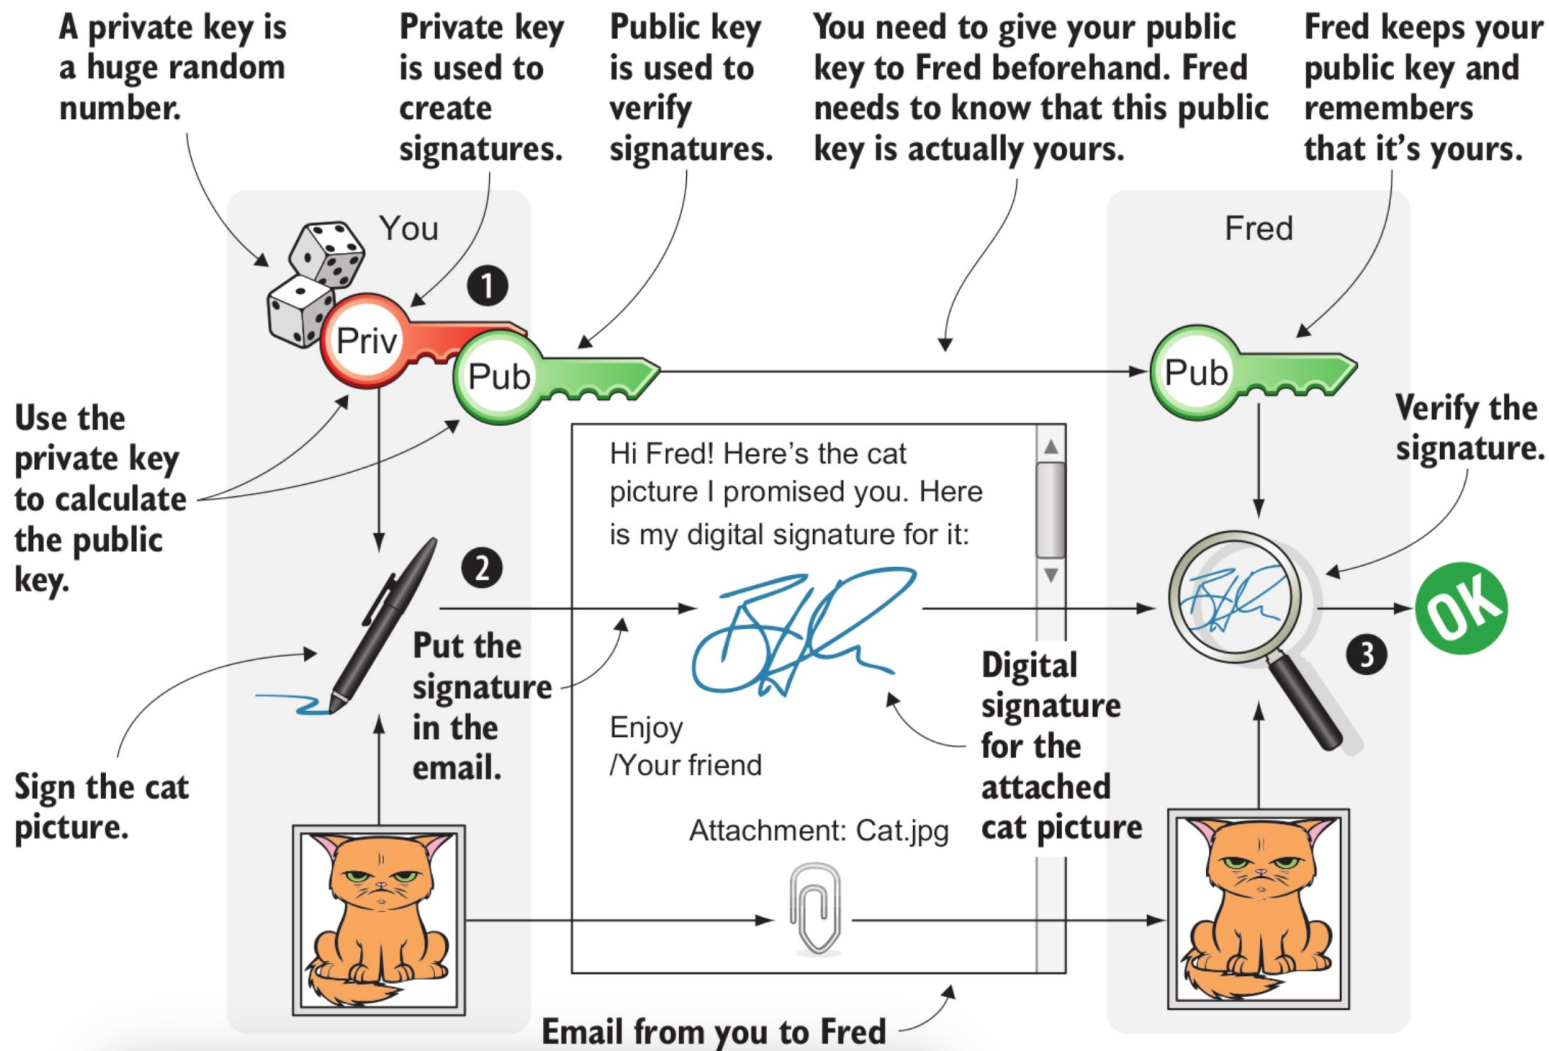 A private key is
a huge random
number.
Private key
is used to
create
signatures.
Public key
is used to
verify
signatures.
You need to give your public
key to Fred beforehand. Fred
needs to know that this public
key is actually yours.
Fred keeps your
public key and
remembers
that it's yours.
You
Fred
1
Priv
Pub
Pub
Use the
private key
to calculate
the public
key.
Hi Fred! Here's the cat
picture I promised you. Here
is my digital signature for it:
Verify the
signature.
2
OK
Put the
signature
in the
email.
3
Digital
signature
for the
attached
cat picture
Enjoy
/Your friend
Sign the cat
picture.
Attachment: Cat.jpg
Email from you to Fred